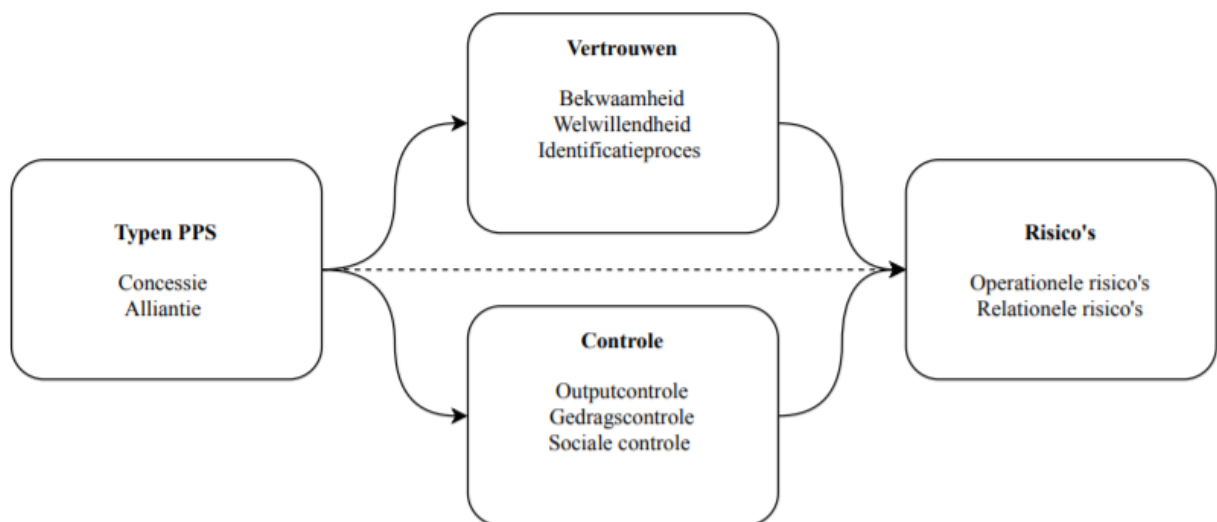 Typen PPS
Concessie
Alliantie
Vertrouwen
Bekwaamheid
Welwillendheid
Identificatieproces
Controle
Outputcontrole
Gedragscontrole
Sociale controle
Risico's
Operationele risico's
Relationele risico's